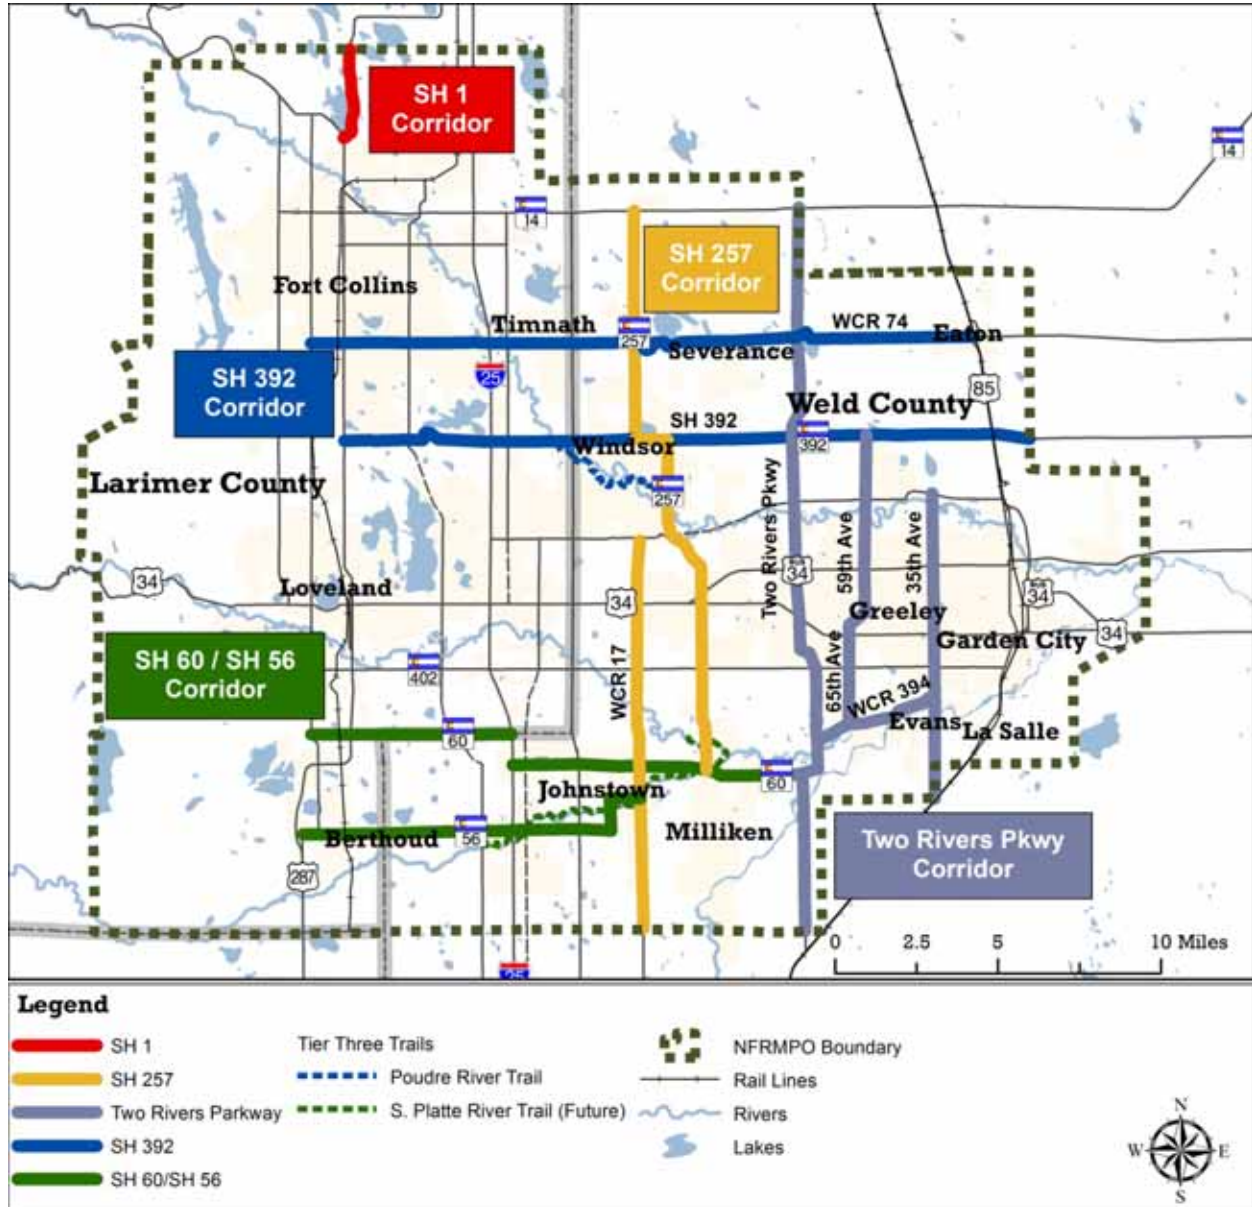 SH 1
Corridor
14
14
SH 257
Corridor
Fort Collins
Timnath
257
WCR 74
Eaton
Severance
SH 392
Corridor
25
85
Weld County
SH 392
392
Windsor
Larimer County
257
Two Rivers Pkwy
59th Ave
35th Ave
34
34
34
34
34
Loveland
Greeley
Garden City
SH 60 / SH 56
Corridor
402
WCR 17
65th Ave
WCR 394
Evans
La Salle
60
60
Johnstown
Berthoud
56
Milliken
Two Rivers Pkwy
Corridor
287
25
0 2.5 5 10 Miles
Legend
SH 1
SH 257
Two Rivers Parkway
SH 392
SH 60/SH 56
Tier Three Trails
Poudre River Trail
S. Platte River Trail (Future)
NFRMPO Boundary
Rail Lines
Rivers
Lakes
N
W E
S